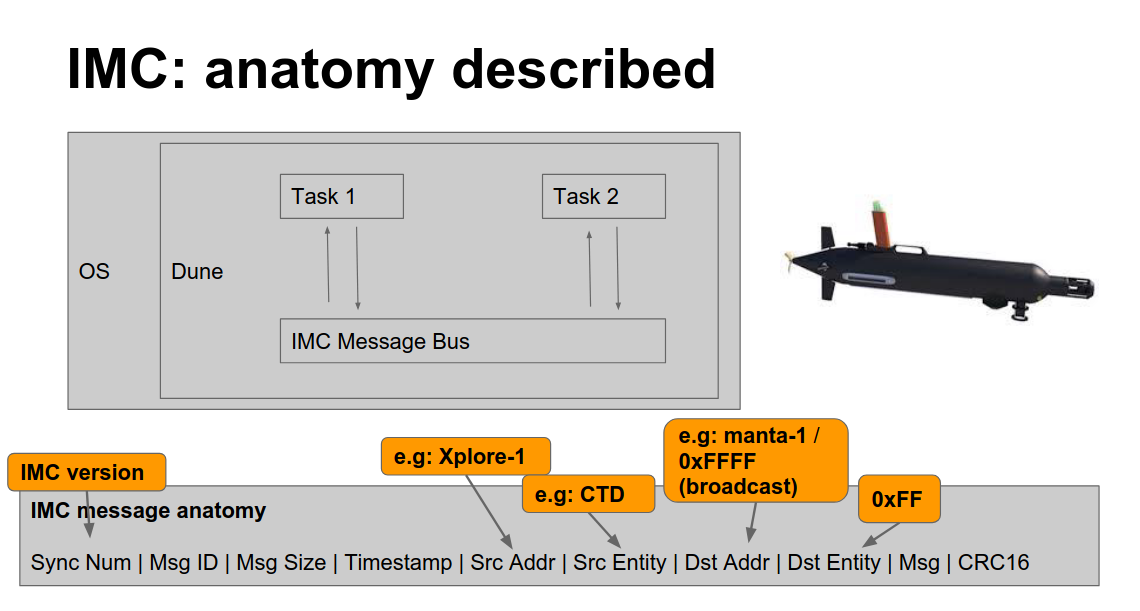 IMC: anatomy described
Task 1
Task 2
OS
Dune
IMC Message Bus
e.g: manta-1 /
0xFFFF
(broadcast)
e.g: Xplore-1
IMC version
e.g: CTD
0xFF
IMC message anatomy
Sync Num | Msg ID | Msg Size | Timestamp | Src Addr | Src Entity | Dst Addr | Dst Entity | Msg | CRC16